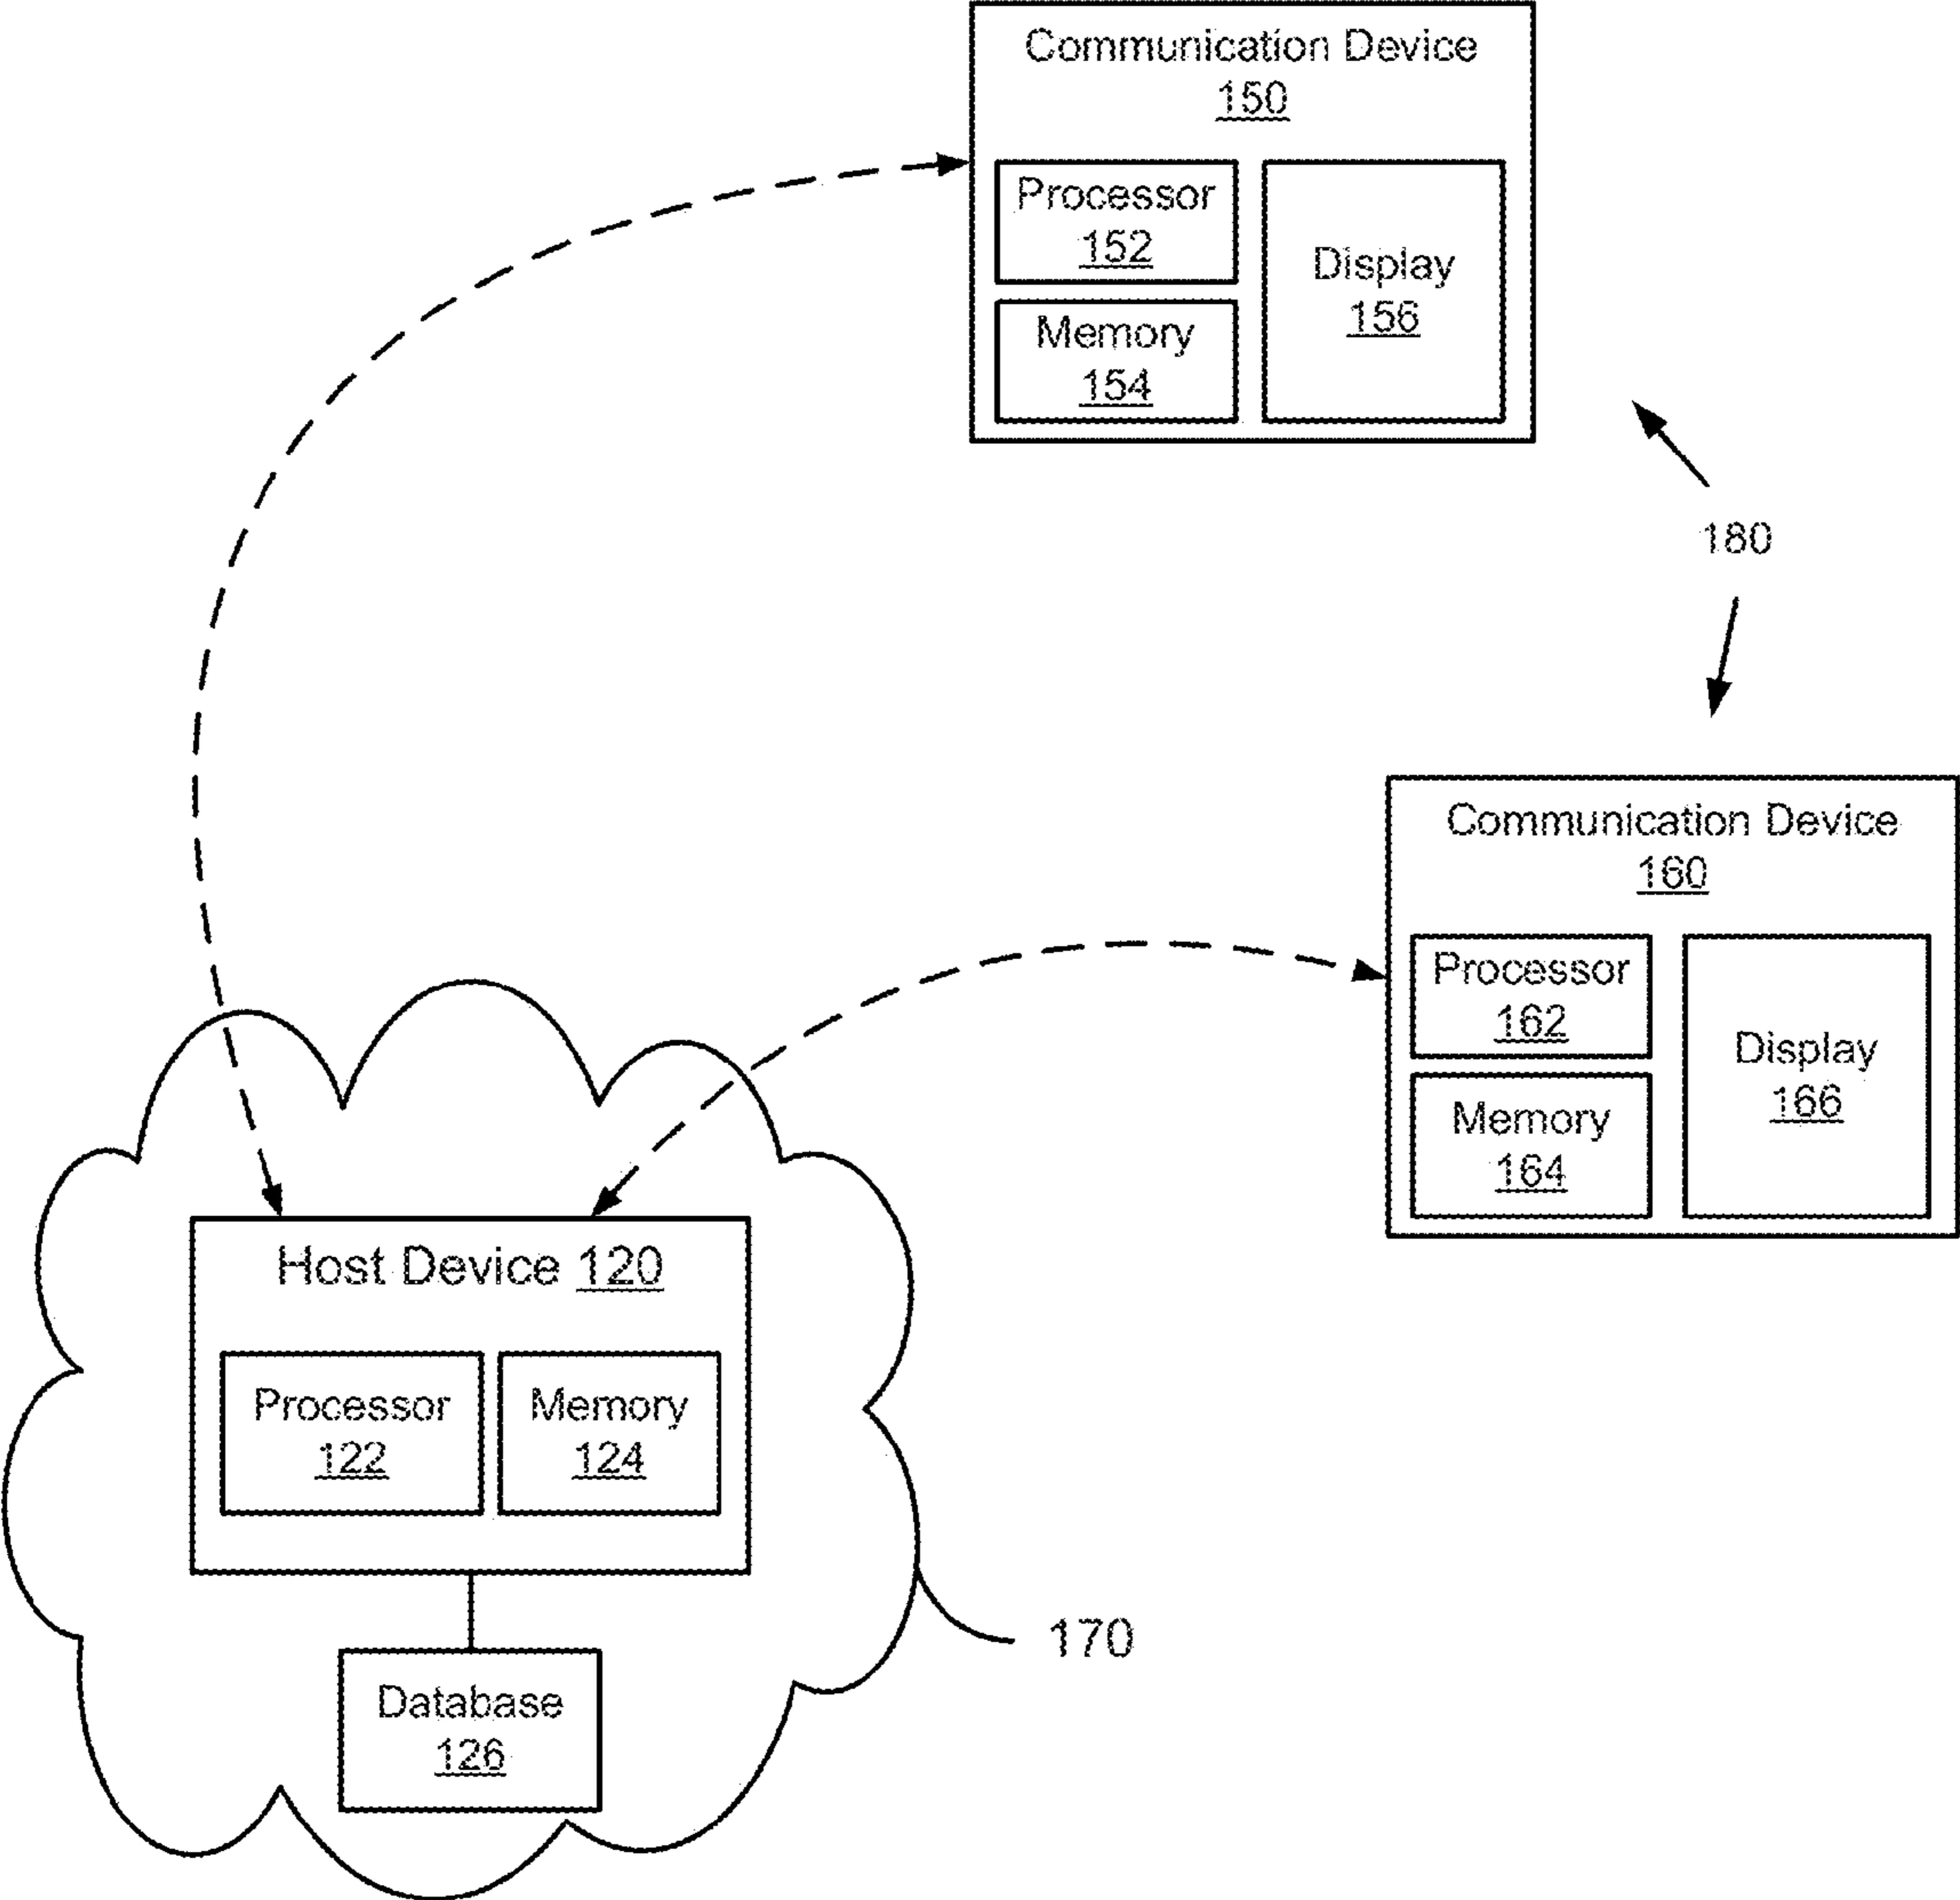 Communication Device
150
Processor
152
Display
156
Memory
154
180
Communication Device
160
Processor
162
Display
166
Memory
164
Host Device 120
Processor
122
Memory
124
170
Database
126